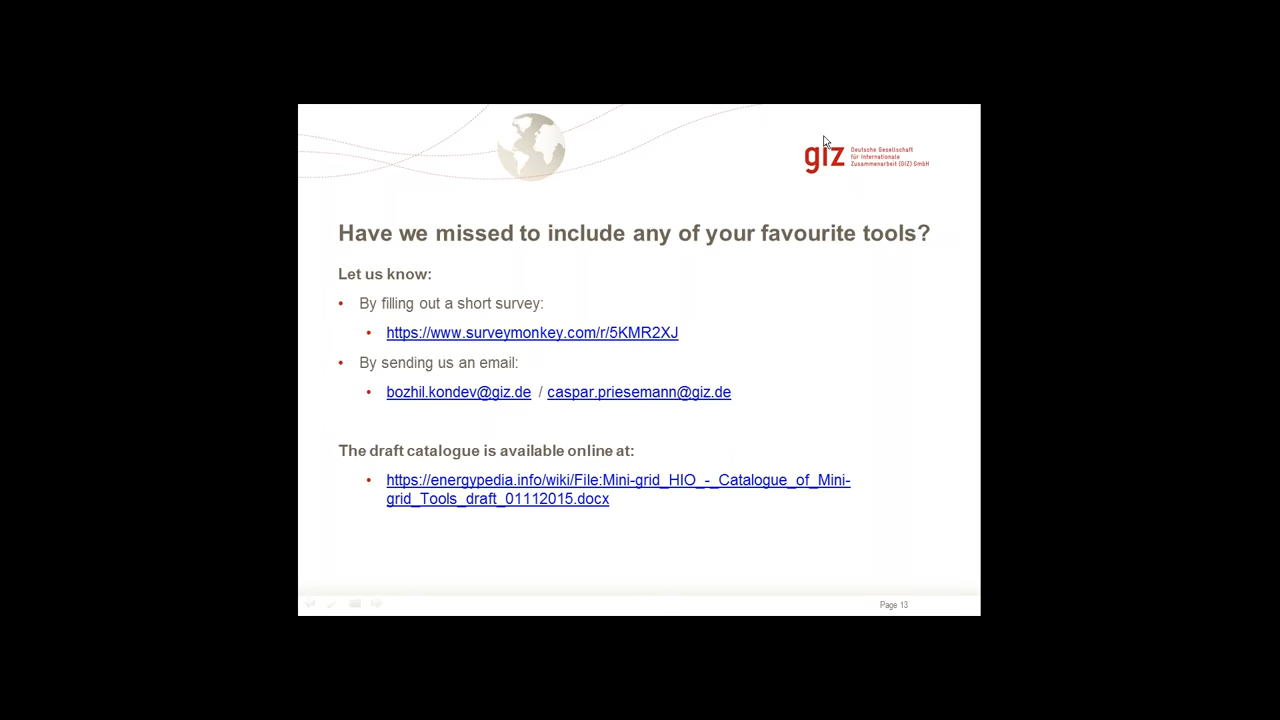 giz
Deutsche Gesellschaft
für Internationale
Zusammenarbeit (GIZ) GmbH
Have we missed to include any of your favourite tools?
Let us know:
• By filling out a short survey:
• https://www.surveymonkey.com/r/5KMR2XJ
• By sending us an email:
• bozhil.kondev@giz.de / caspar.priesemann@giz.de
The draft catalogue is available online at:
• https://energypedia.info/wiki/File:Mini-grid_HIO_-_Catalogue_of_Mini-
grid_Tools_draft_01112015.docx
Page 13